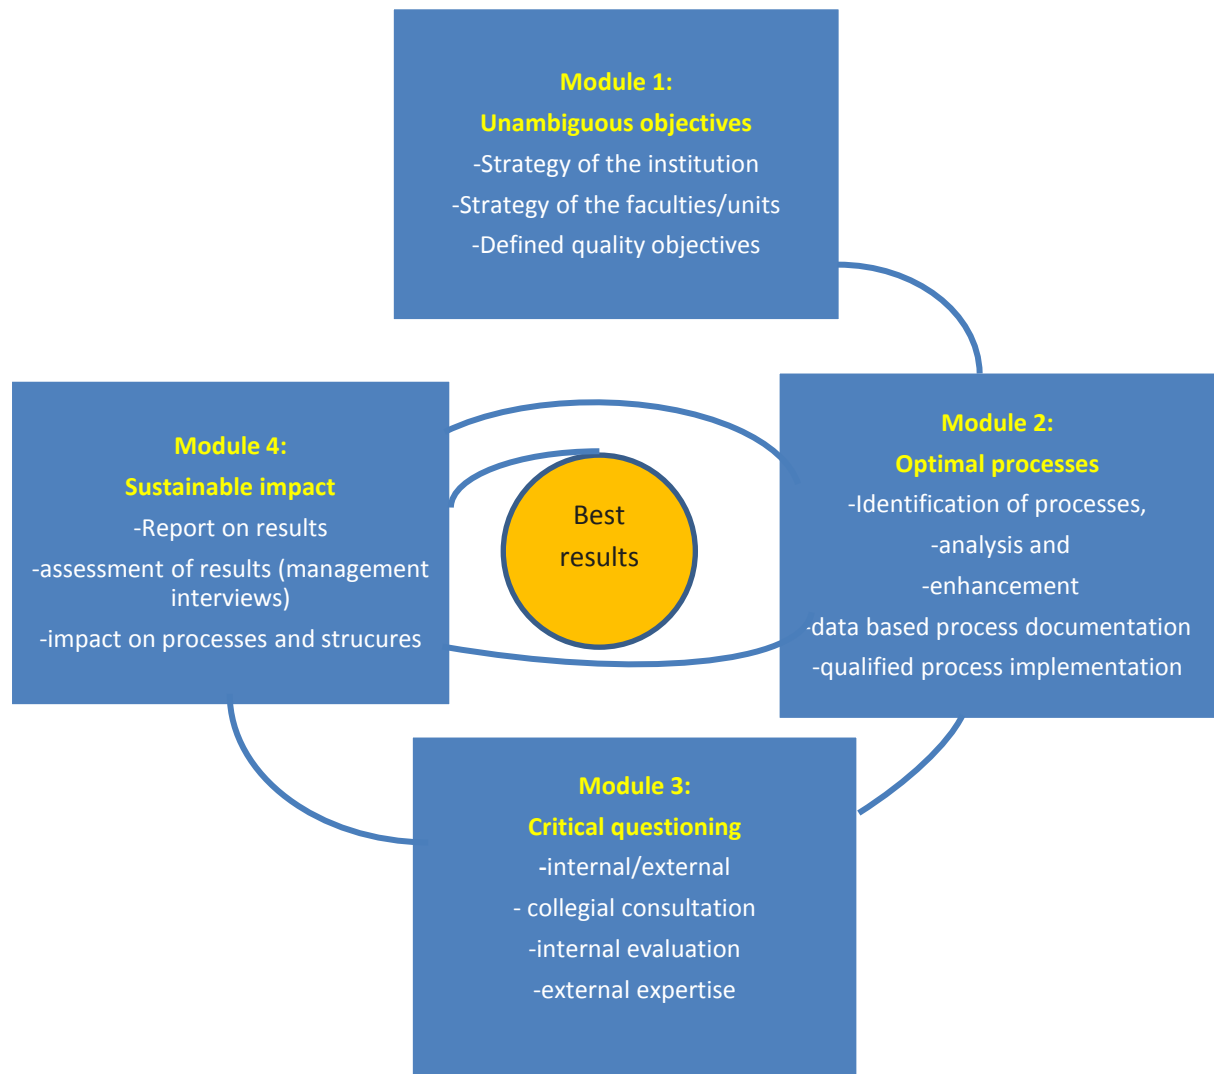 Module 1:
Unambiguous objectives
-Strategy of the institution
-Strategy of the faculties/units
-Defined quality objectives
Module 4:
Sustainable impact
-Report on results
-assessment of results (management
interviews)
-impact on processes and strucures
Best
results
Module 2:
Optimal processes
-Identification of processes,
-analysis and
-enhancement
-data based process documentation
-qualified process implementation
Module 3:
Critical questioning
-internal/external
- collegial consultation
-internal evaluation
-external expertise